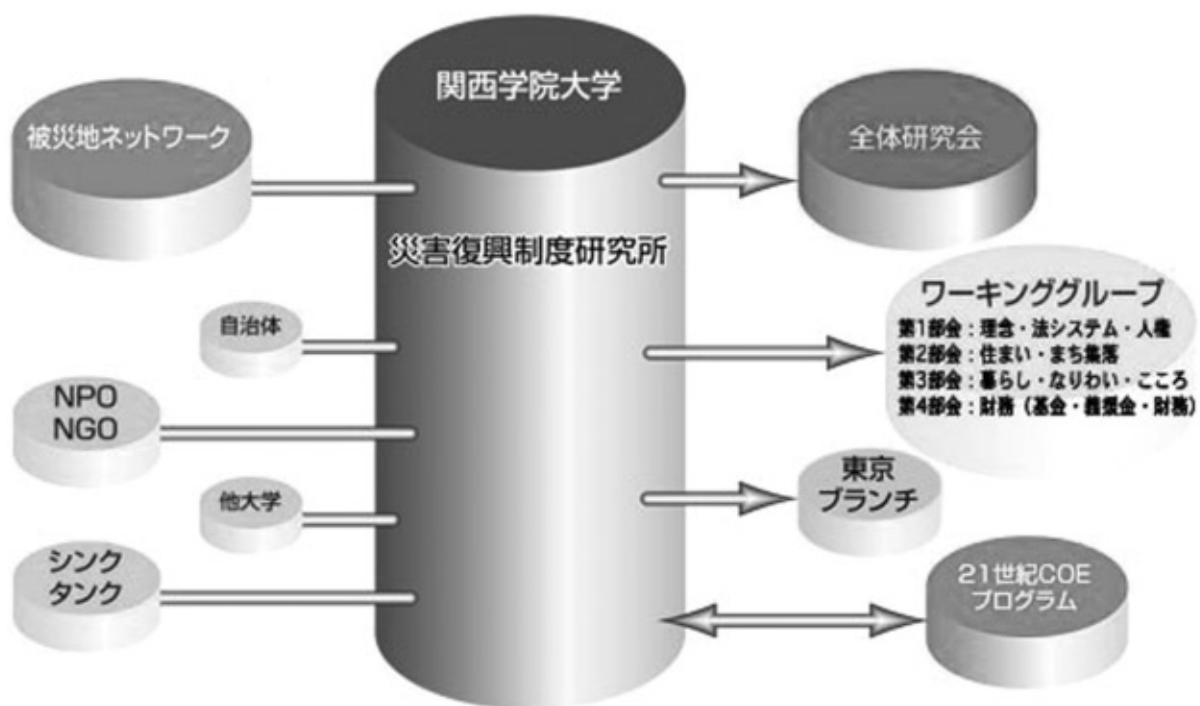 関西学院大学
災害復興制度研究所
被災地ネットワーク
自治体
NPO
NGO
他大学
シンク
タンク
全体研究会
ワーキンググループ
第1部会：理念・法システム・人権
第2部会：住まい・まち集落
第3部会：暮らし・なりわい・こころ
第4部会：財務（基金・義援金・財務）
東京
ブランチ
21世紀COE
プログラム